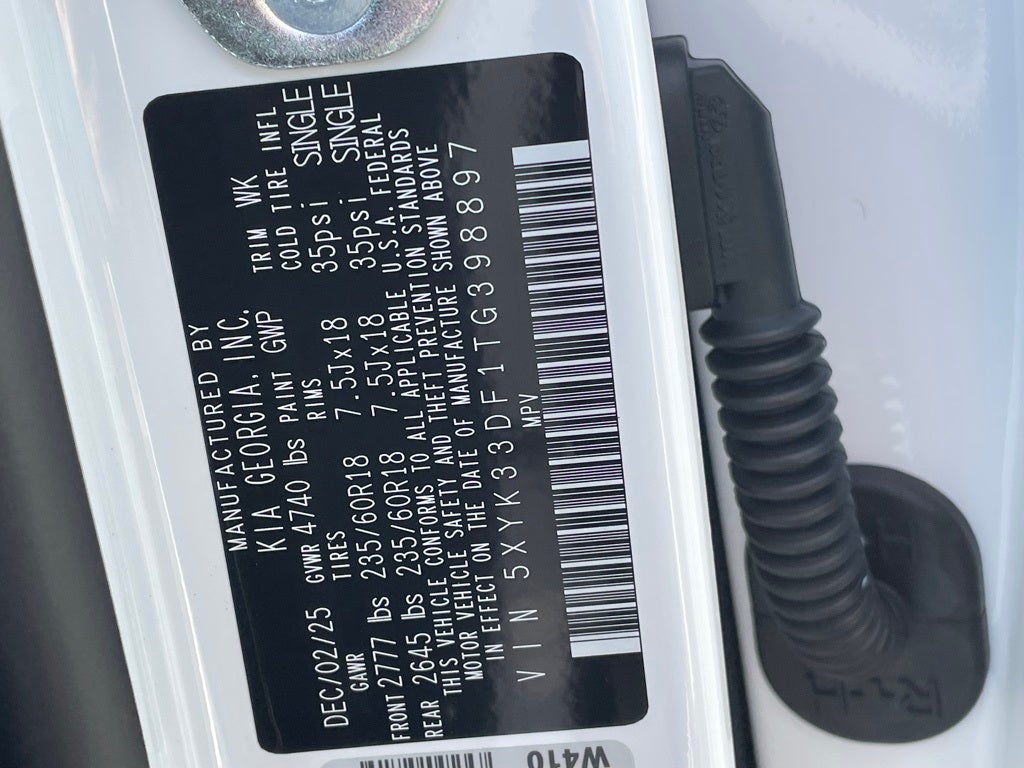 MANUFACTURED BY
KIA GEORGIA, INC.
DEC/02/25 GVWR 4740 lbs PAINT GWP TRIM WK
GAWR TIRES RIMS COLD TIRE INFL
FRONT 2777 lbs 235/60R18 7.5Jx18 35psi SINGLE
REAR 2645 lbs 235/60R18 7.5Jx18 35psi SINGLE
THIS VEHICLE CONFORMS TO ALL APPLICABLE U.S.A. FEDERAL
MOTOR VEHICLE SAFETY AND THEFT PREVENTION STANDARDS
IN EFFECT ON THE DATE OF MANUFACTURE SHOWN ABOVE
VIN 5XYK33DF1TG398897
MPV
W410